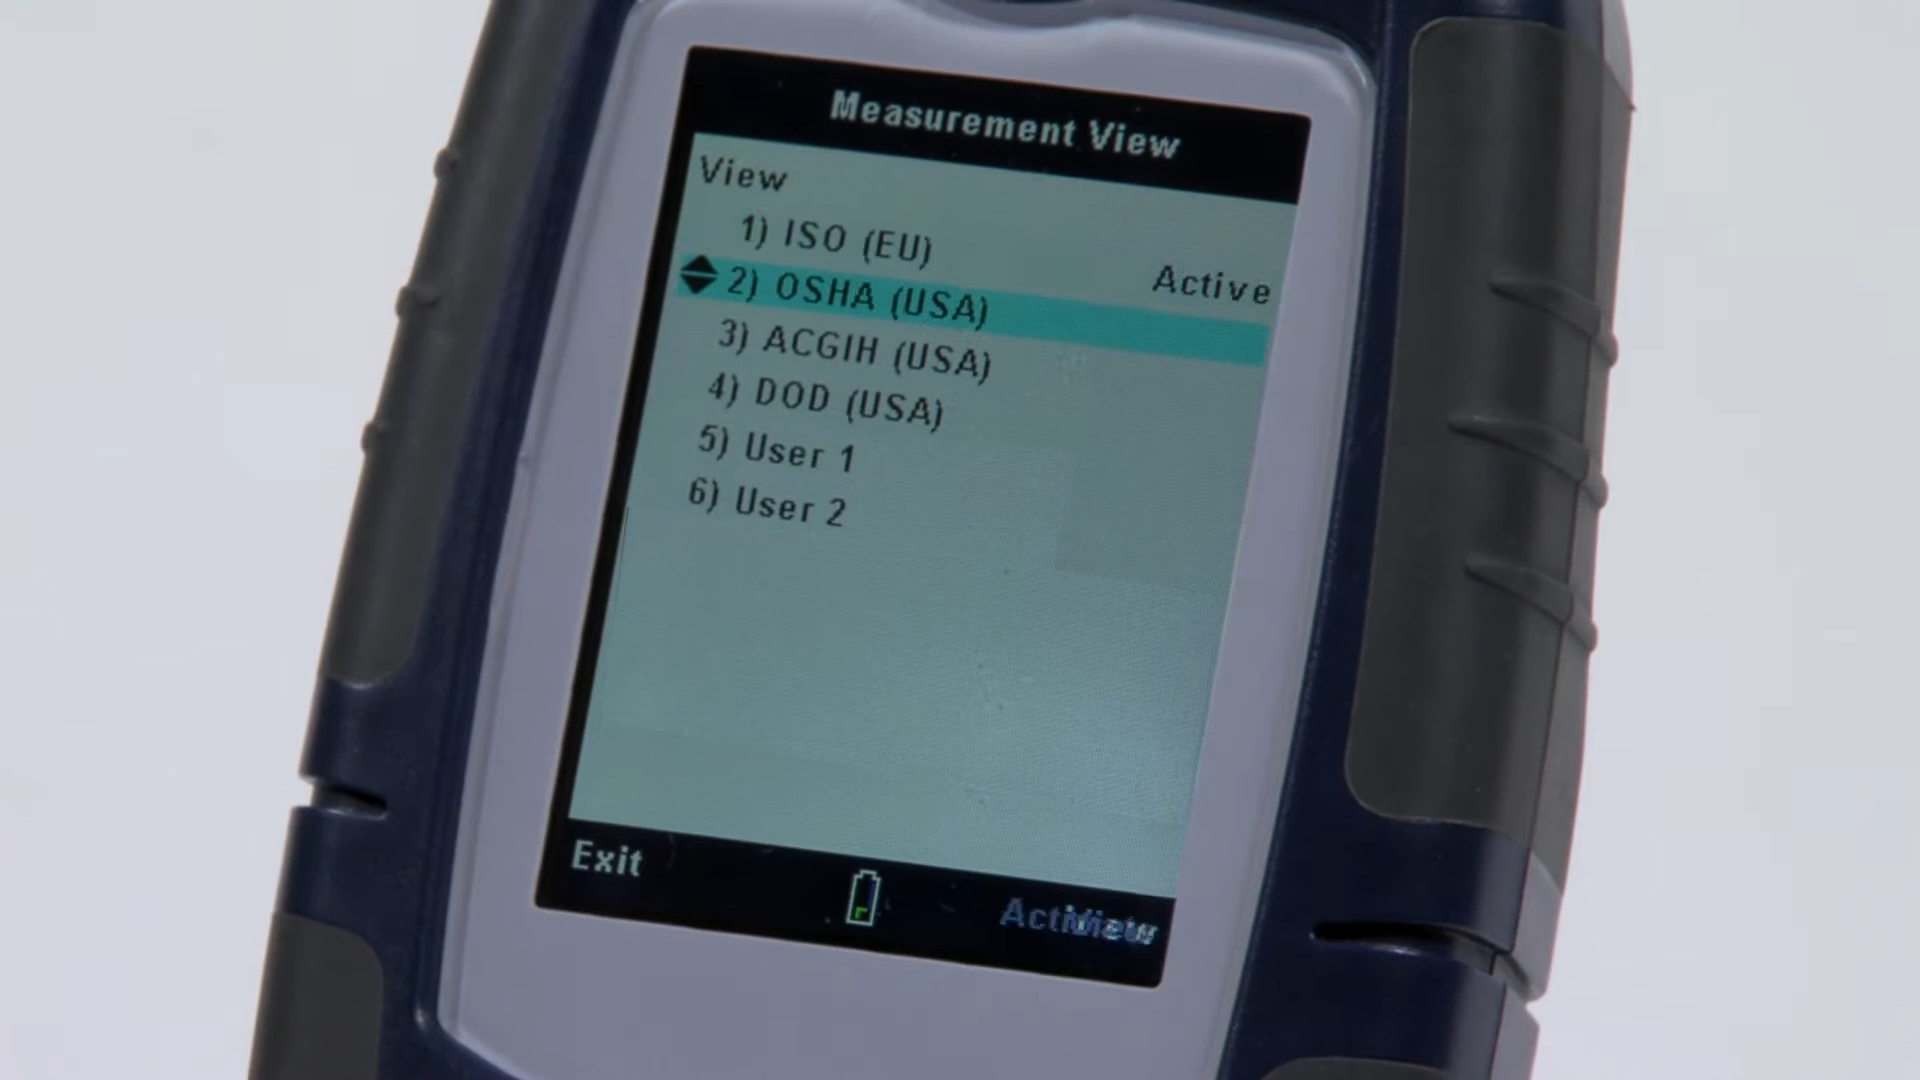 Measurement View
View
1) ISO (EU)
Active
2) OSHA (USA)
3) ACGIH (USA)
4) DOD (USA)
5) User 1
6) User 2
Exit